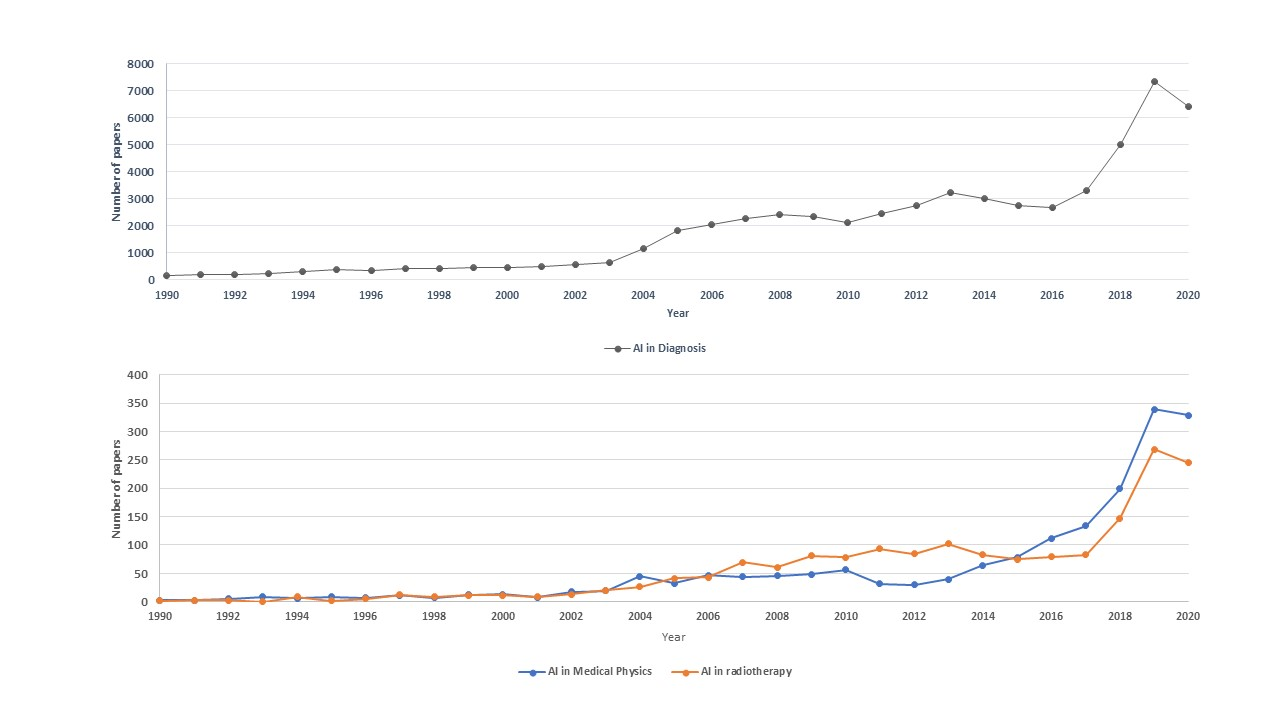 8000
7000
6000
5000
4000
3000
2000
1000
0
Number of papers
1990 1992 1994 1996 1998 2000 2002 2004 2006 2008 2010 2012 2014 2016 2018 2020
Year
AI in Diagnosis
400
350
300
250
200
150
100
50
0
Number of papers
1990 1992 1994 1996 1998 2000 2002 2004 2006 2008 2010 2012 2014 2016 2018 2020
Year
AI in Medical Physics AI in radiotherapy